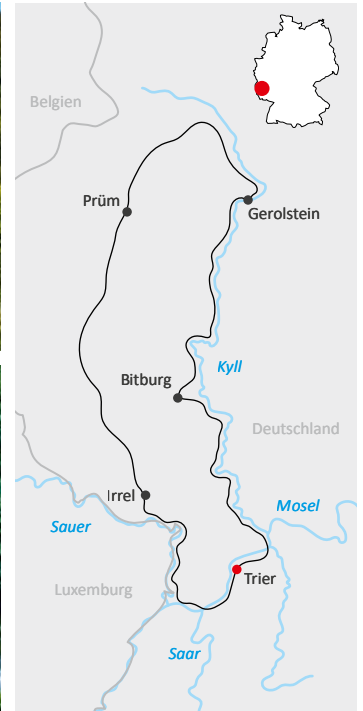 Belgien
Prüm
Gerolstein
Kyll
Bitburg
Deutschland
Irrel
Mosel
Sauer
Trier
Luxemburg
Saar